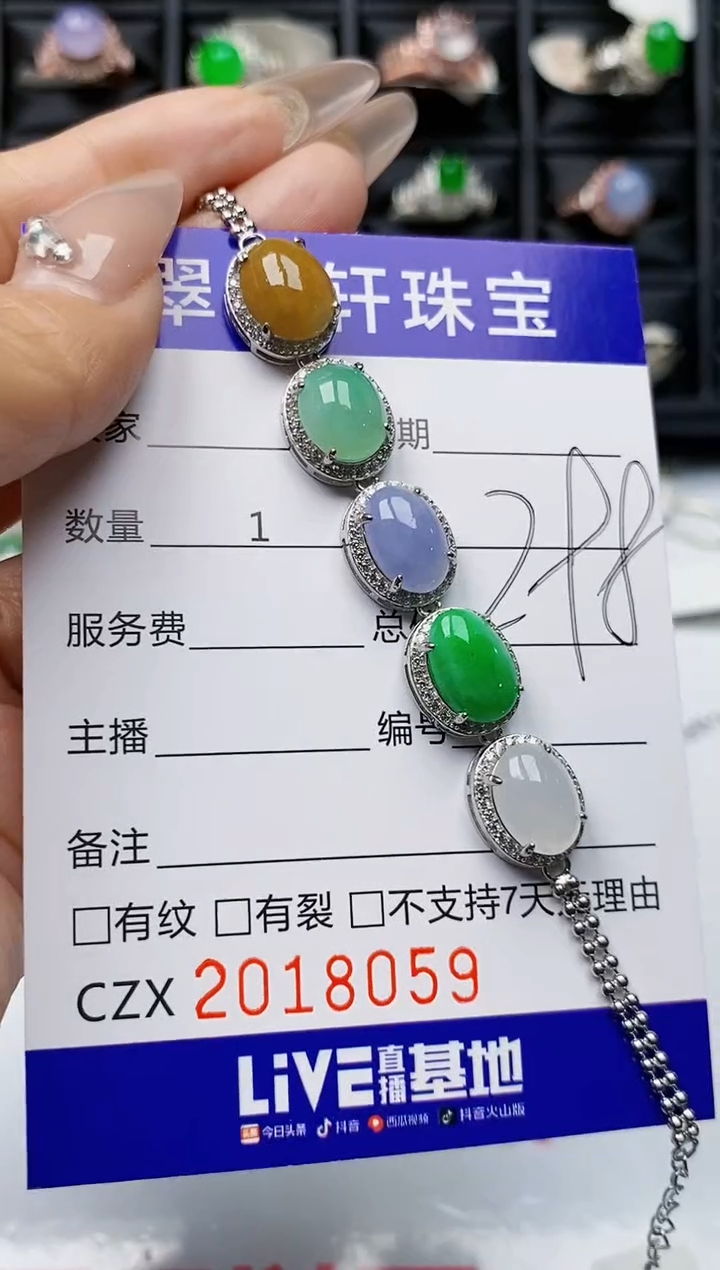 翠 轩珠宝
家 期
数量 1
服务费 总
主播 编号
备注
□有纹 □有裂 □不支持7天 理由
CZX 2018059
LiVE直播基地
今日头条 抖音 西瓜视频 抖音火山版